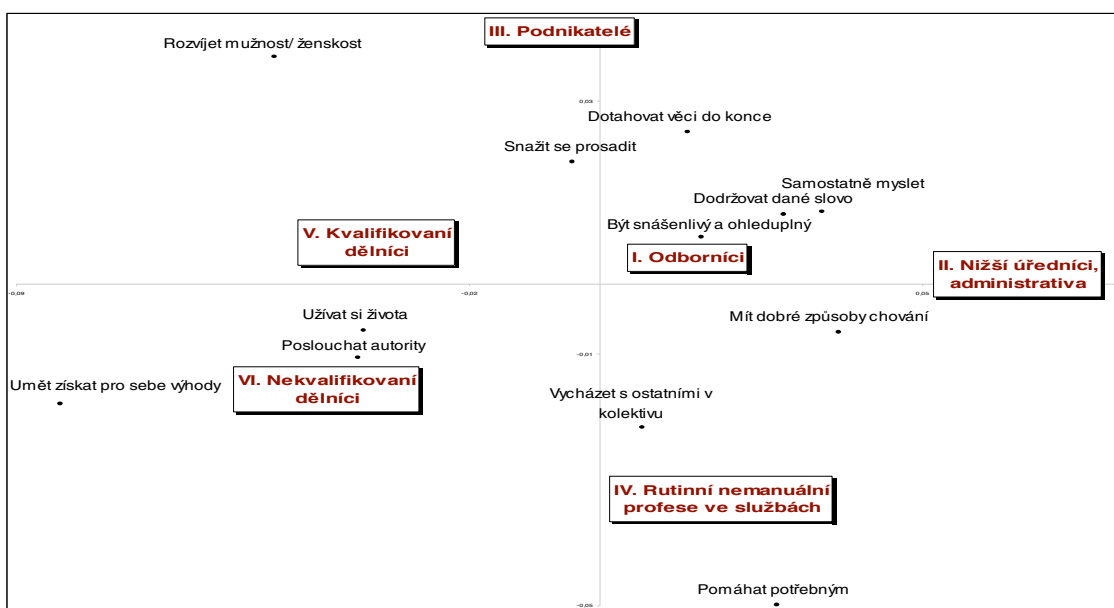 III. Podnikatelé
Rozvíjet mužnost/ ženskost
0,03
Dotahovat věci do konce
Snažit se prosadit
Samostatně myslet
Dodržovat dané slovo
Být snášenlivý a ohleduplný
V. Kvalifikovaní
dělníci
I. Odborníci
II. Nižší úředníci,
administrativa
-0,09
-0,02
0,05
Užívat si života
Mít dobré způsoby chování
Poslouchat autority
-0,01
Umět získat pro sebe výhody
VI. Nekvalifikovaní
dělníci
Vycházet s ostatními v
kolektivu
IV. Rutinní nemanuální
profese ve službách
Pomáhat potřebným
-0,05